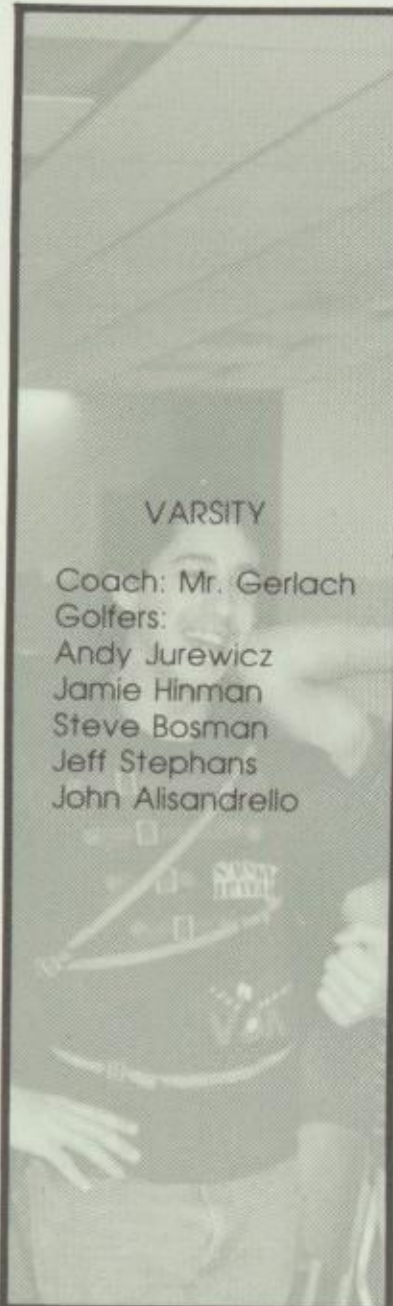 VARSITY
Coach: Mr. Gerlach
Golfers:
Andy Jurewicz
Jamie Hinman
Steve Bosman
Jeff Stephans
John Alisandrello